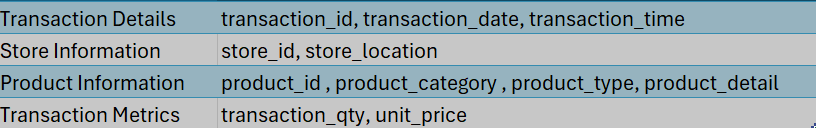 Transaction Details transaction_id, transaction_date, transaction_time
Store Information store_id, store_location
Product Information product_id , product_category , product_type, product_detail
Transaction Metrics transaction_qty, unit_price